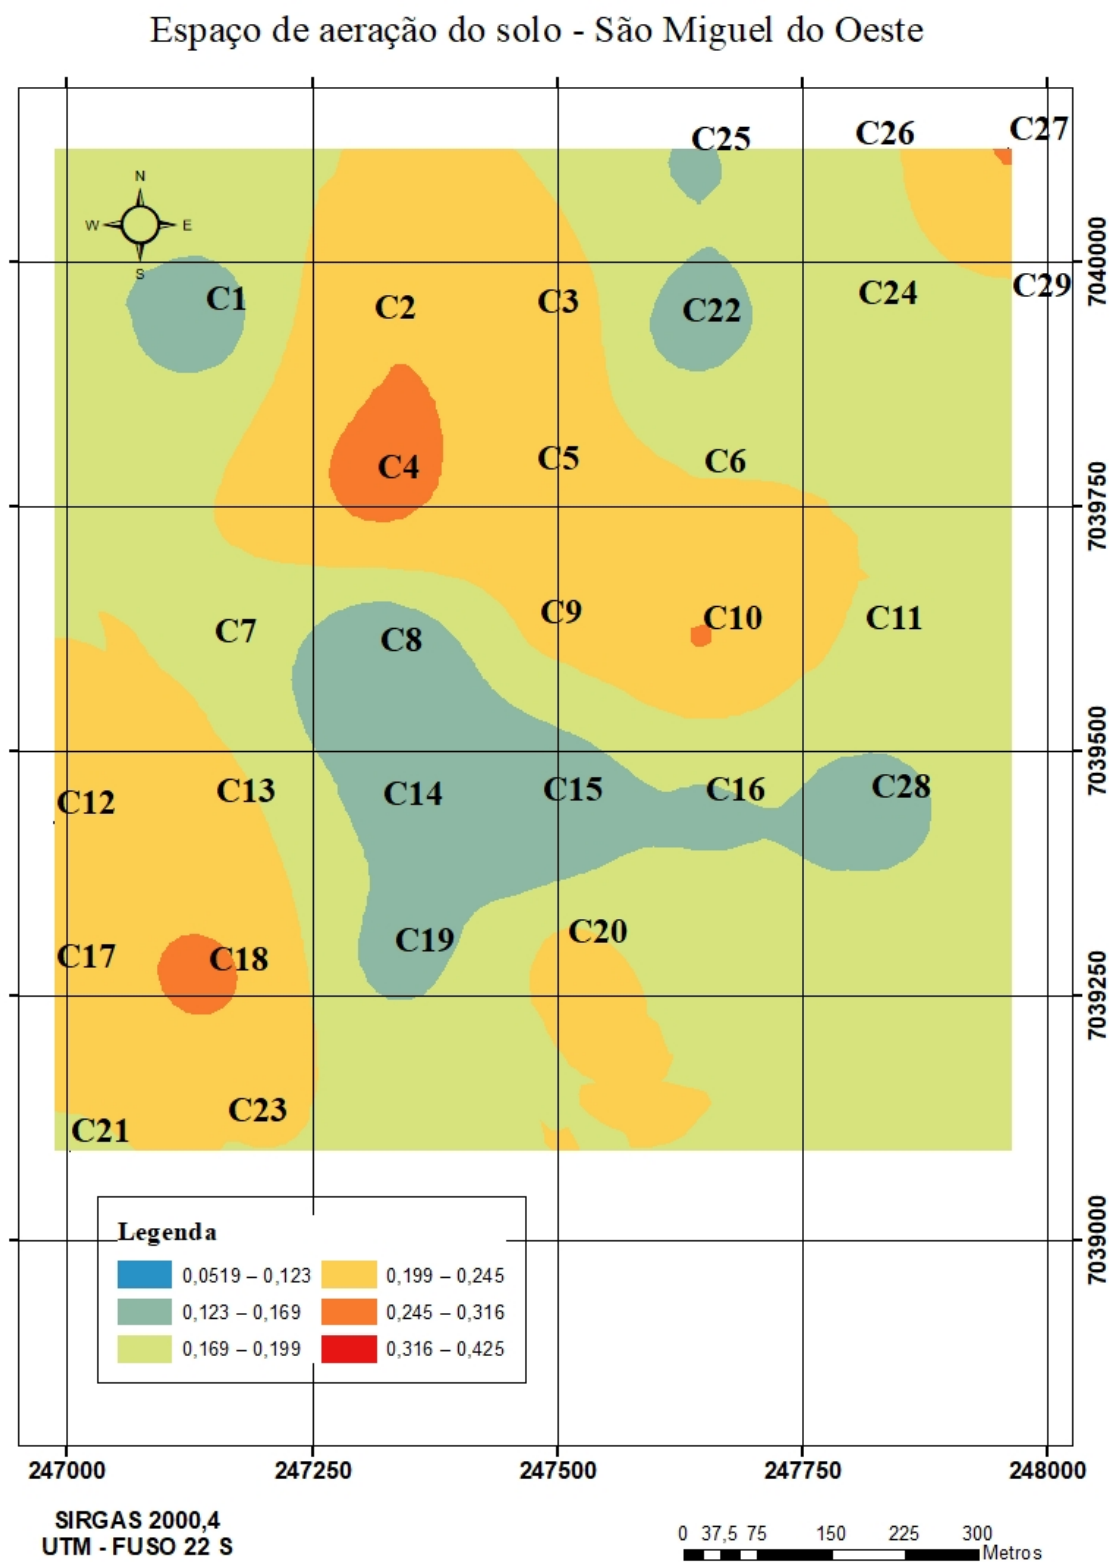 Espaço de aeração do solo - São Miguel do Oeste
C25 C26 C27
N
W E
S
7040000
C1 C2 C3 C22 C24 C29
C4 C5 C6
7039750
C7 C8 C9 C10 C11
7039500
C12 C13 C14 C15 C16 C28
C17 C18 C19 C20
7039250
C21 C23
7039000
Legenda
0,0519 – 0,123 0,199 – 0,245
0,123 – 0,169 0,245 – 0,316
0,169 – 0,199 0,316 – 0,425
247000 247250 247500 247750 248000
SIRGAS 2000,4
UTM - FUSO 22 S
0 37,5 75 150 225 300
Metros